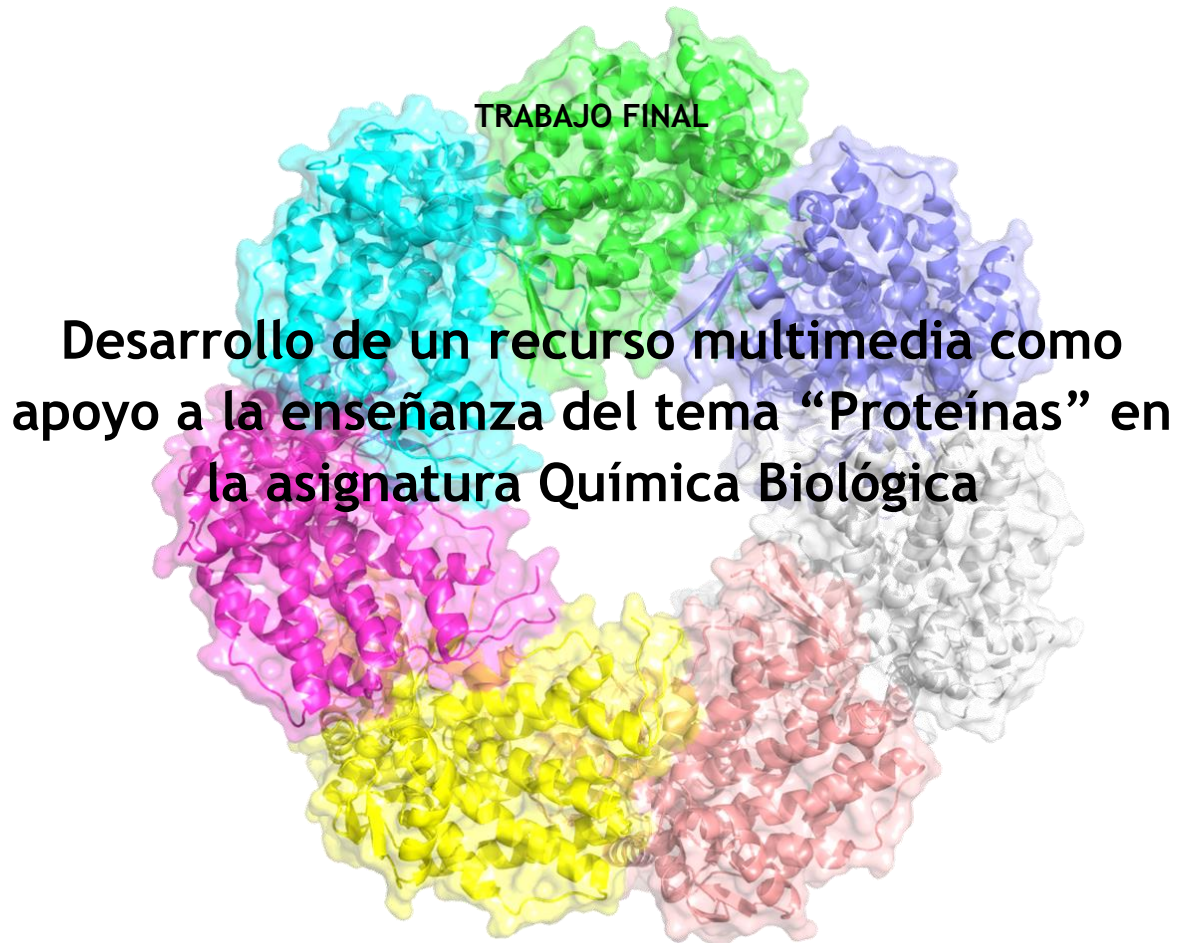 TRABAJO FINAL
Desarrollo de un recurso multimedia como
apoyo a la enseñanza del tema “Proteínas” en
la asignatura Química Biológica